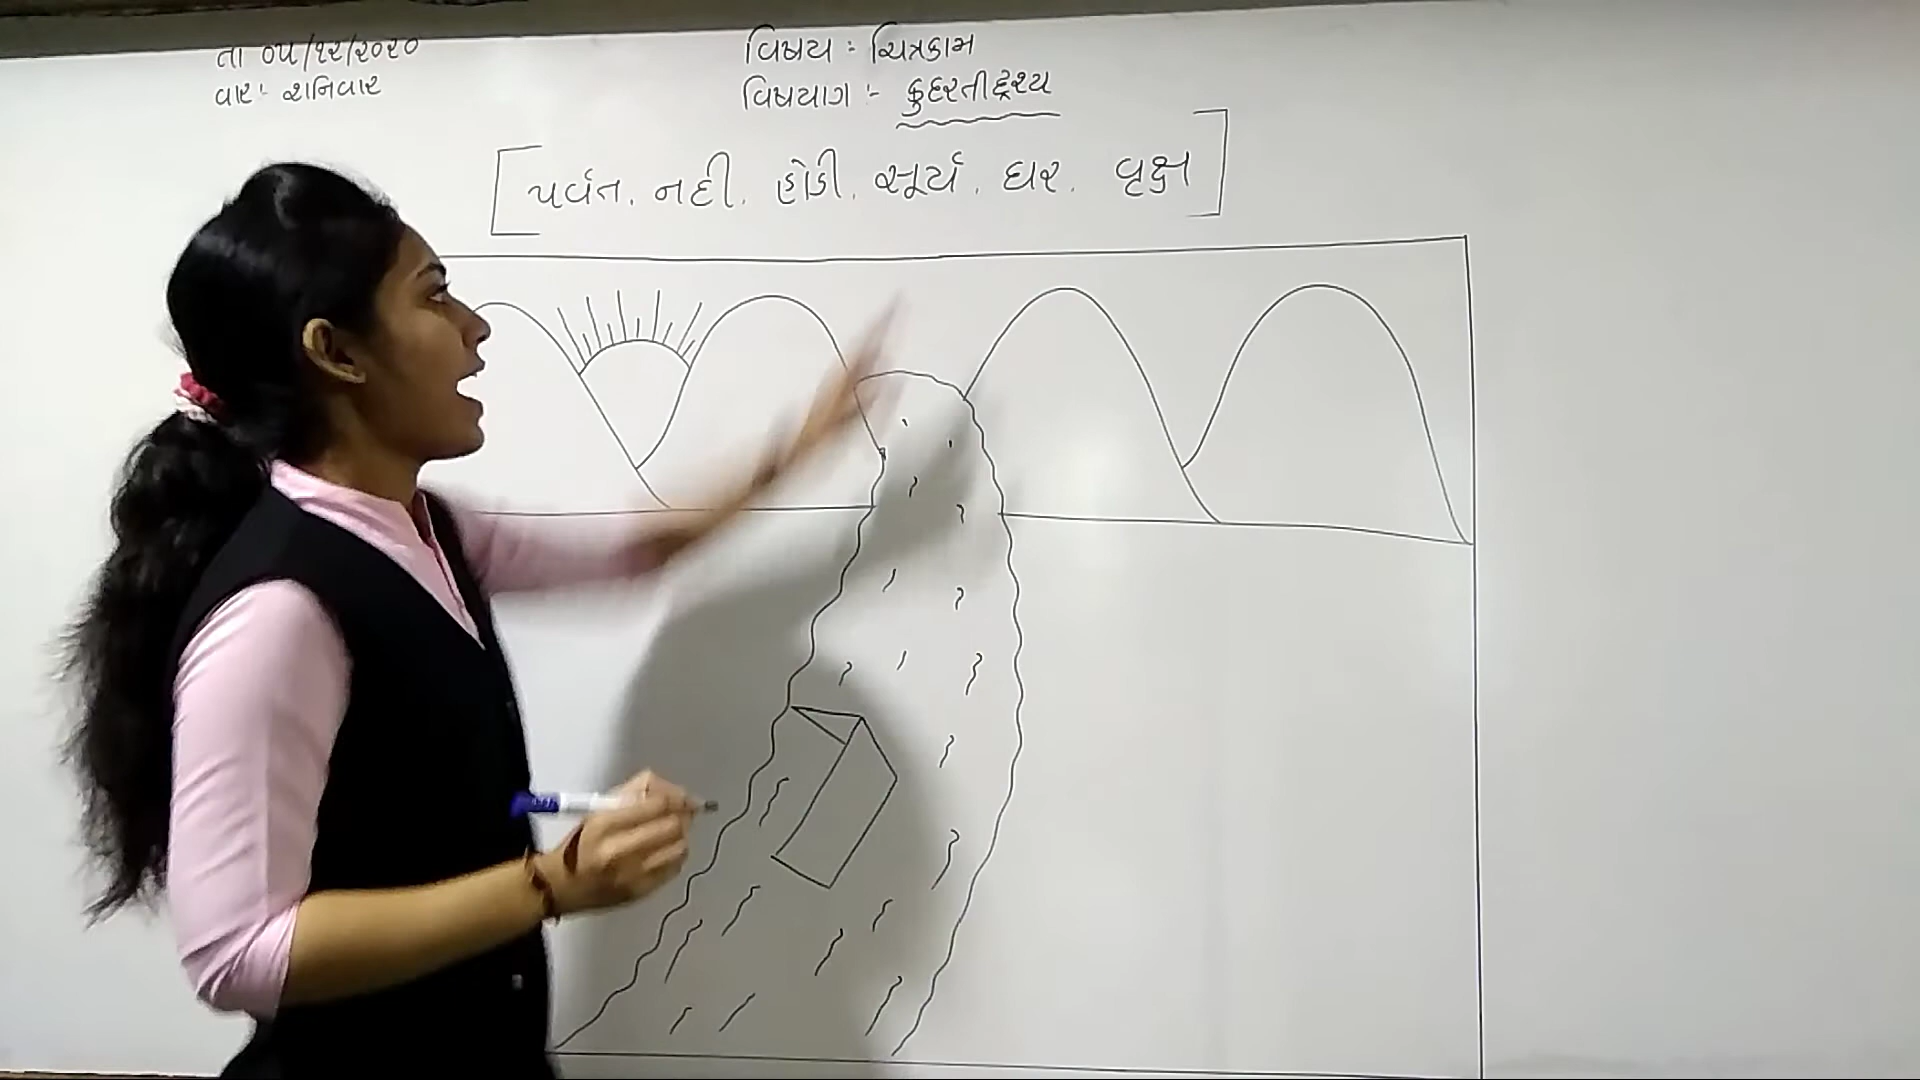 તા ૦૫/૧૨/૨૦૨૦
વાર:- શનિવાર
વિષય :- ચિત્રકામ
વિષયાગ :- કુદરતીદ્રશ્ય
[ પર્વત. નદી. હોડી. સૂર્ય. ઘર. વૃક્ષ ]